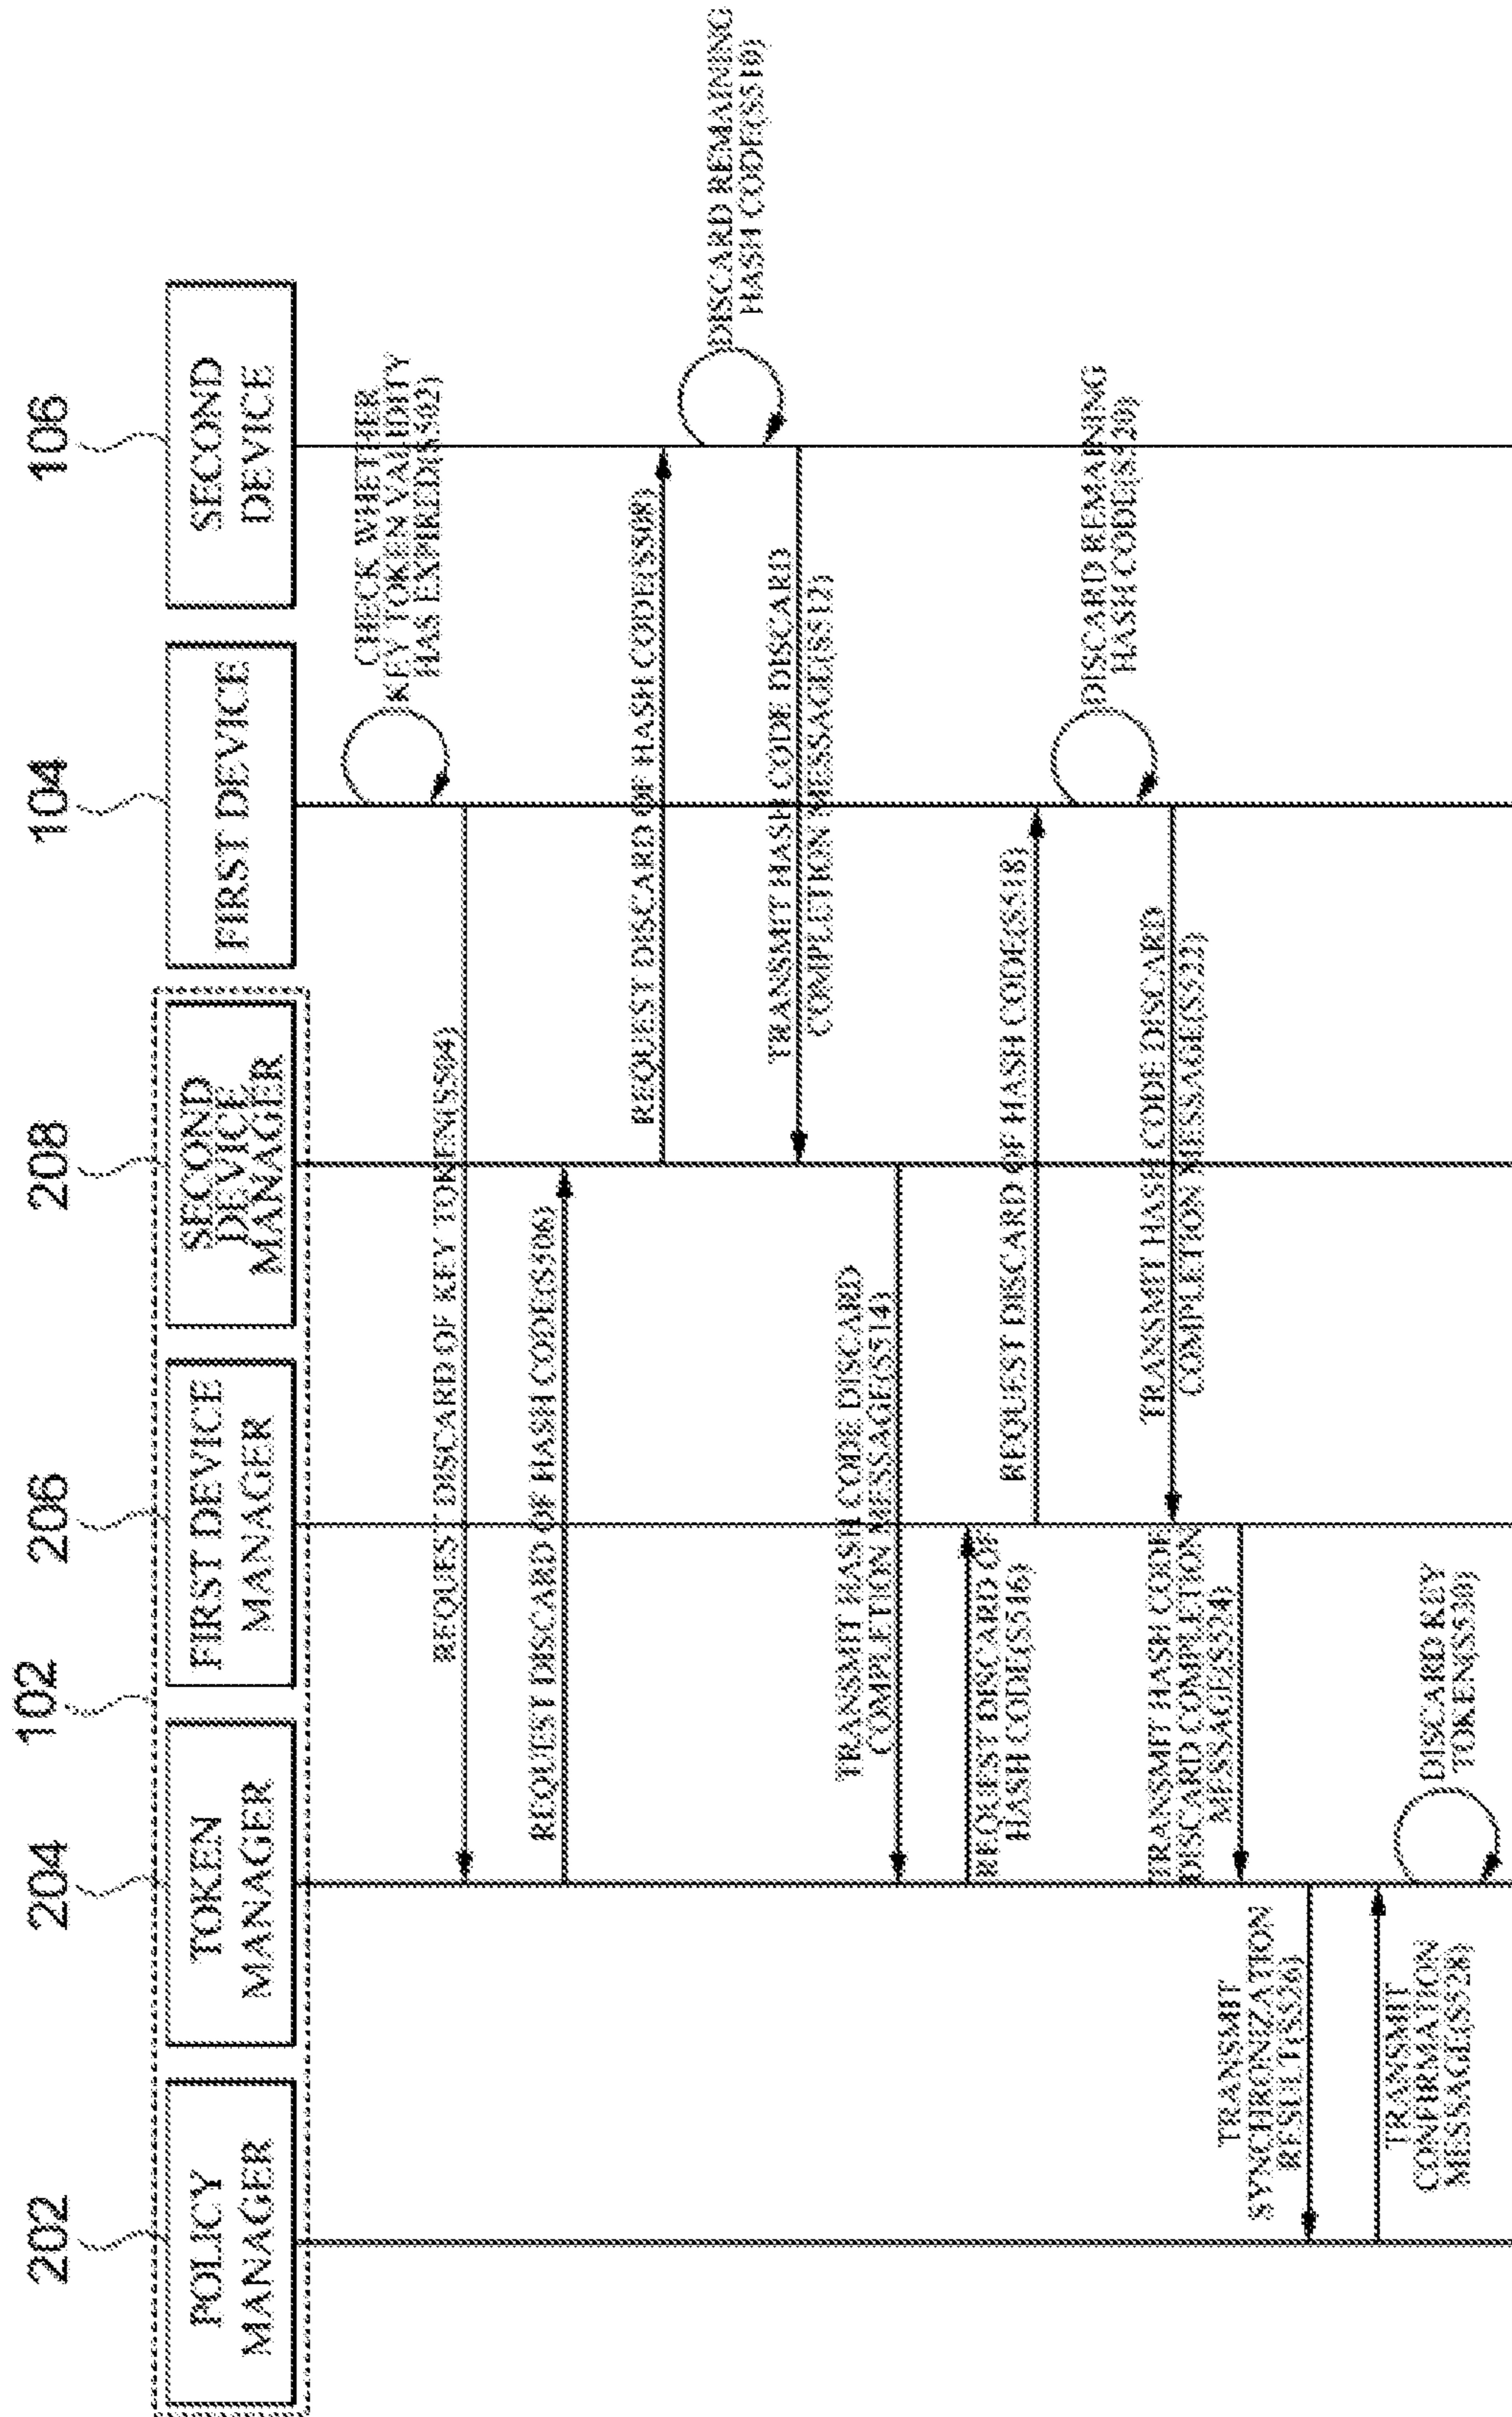 102
202
204
206
208
104
106
POLICY
MANAGER
TOKEN
MANAGER
FIRST DEVICE
MANAGER
SECOND
DEVICE
MANAGER
FIRST DEVICE
SECOND
DEVICE
CHECK WHETHER
KEY TOKEN VALIDITY
HAS EXPIRED(S502)
REQUEST DISCARD OF KEY TOKEN(S504)
REQUEST DISCARD OF HASH CODE(S506)
REQUEST DISCARD OF HASH CODE(S508)
DISCARD REMAINING
HASH CODE(S510)
TRANSMIT HASH CODE DISCARD
COMPLETION MESSAGE(S512)
TRANSMIT HASH CODE DISCARD
COMPLETION MESSAGE(S514)
REQUEST DISCARD OF
HASH CODE(S516)
REQUEST DISCARD OF HASH CODE(S518)
DISCARD REMAINING
HASH CODE(S520)
TRANSMIT HASH CODE DISCARD
COMPLETION MESSAGE(S522)
TRANSMIT HASH CODE
DISCARD COMPLETION
MESSAGE(S524)
TRANSMIT
SYNCHRONIZATION
RESULT(S526)
TRAMSMIT
CONFIRMATION
MESSAGE(S528)
DISCARD KEY
TOKEN(S530)